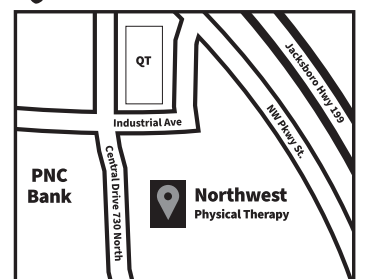 QT
Jacksboro Hwy 199
NW Pkwy St.
Industrial Ave
Central Drive 730 North
PNC
Bank
Northwest
Physical Therapy